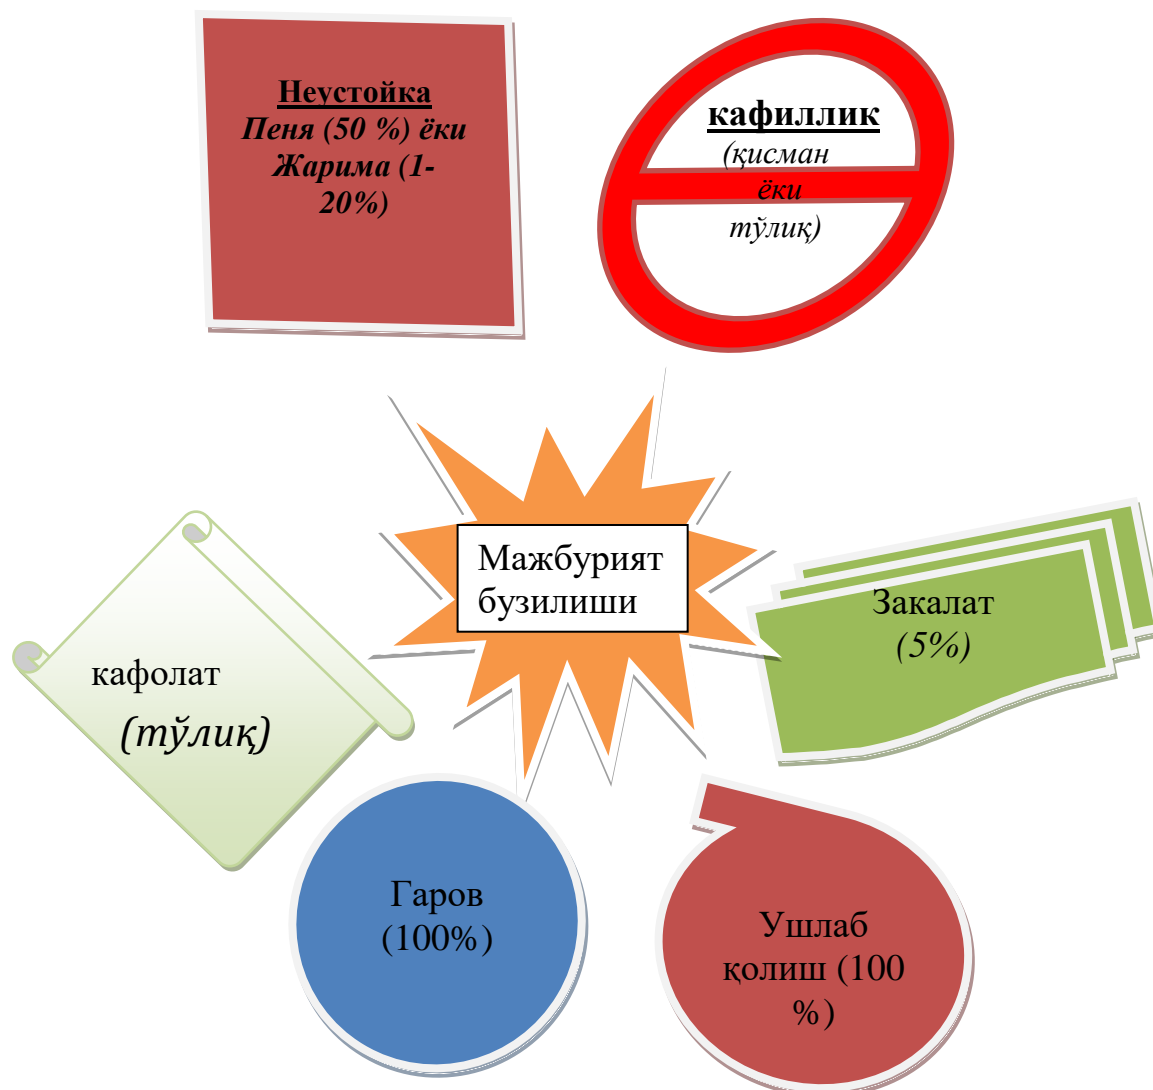 Неустойка
Пеня (50 %) ёки
Жарима (1-
20%)
кафиллик
(қисман
ёки
тўлиқ)
Мажбурият
бузилиши
Закалат
(5%)
кафолат
(тўлиқ)
Гаров
(100%)
Ушлаб
қолиш (100
%)